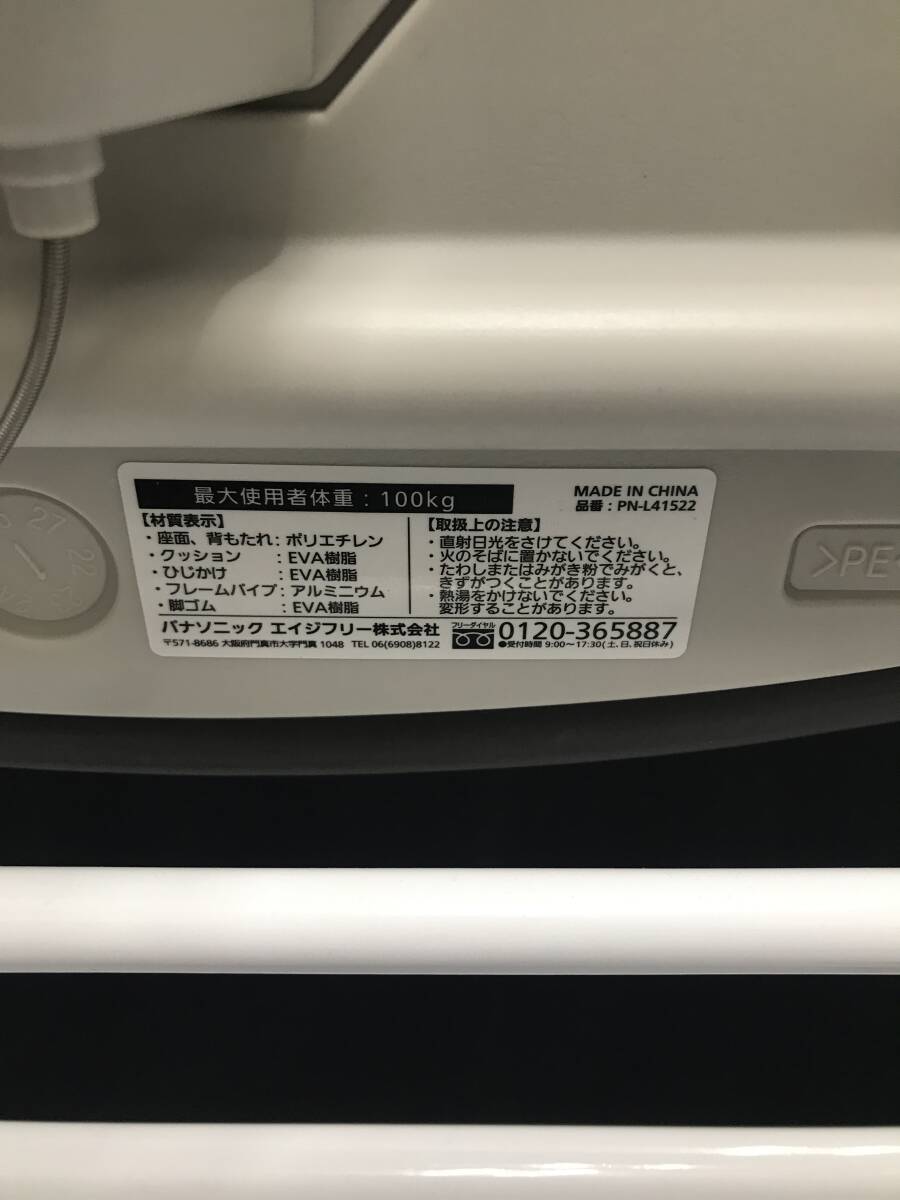 最大使用者体重：100kg
MADE IN CHINA
品番：PN-L41522
【材質表示】
・座面、背もたれ：ポリエチレン
・クッション：EVA樹脂
・ひじかけ：EVA樹脂
・フレームパイプ：アルミニウム
・脚ゴム：EVA樹脂
【取扱上の注意】
・直射日光をさけてください。
・火のそばに置かないでください。
・たわしまたはみがき粉でみがくと、
きずがつくことがあります。
・熱湯をかけないでください。
変形することがあります。
パナソニック エイジフリー株式会社
〒571-8686 大阪府門真市大字門真 1048 TEL 06(6908)8122
フリーダイヤル 0120-365887
●受付時間 9:00～17:30(土、日、祝日休み)
27
>PE